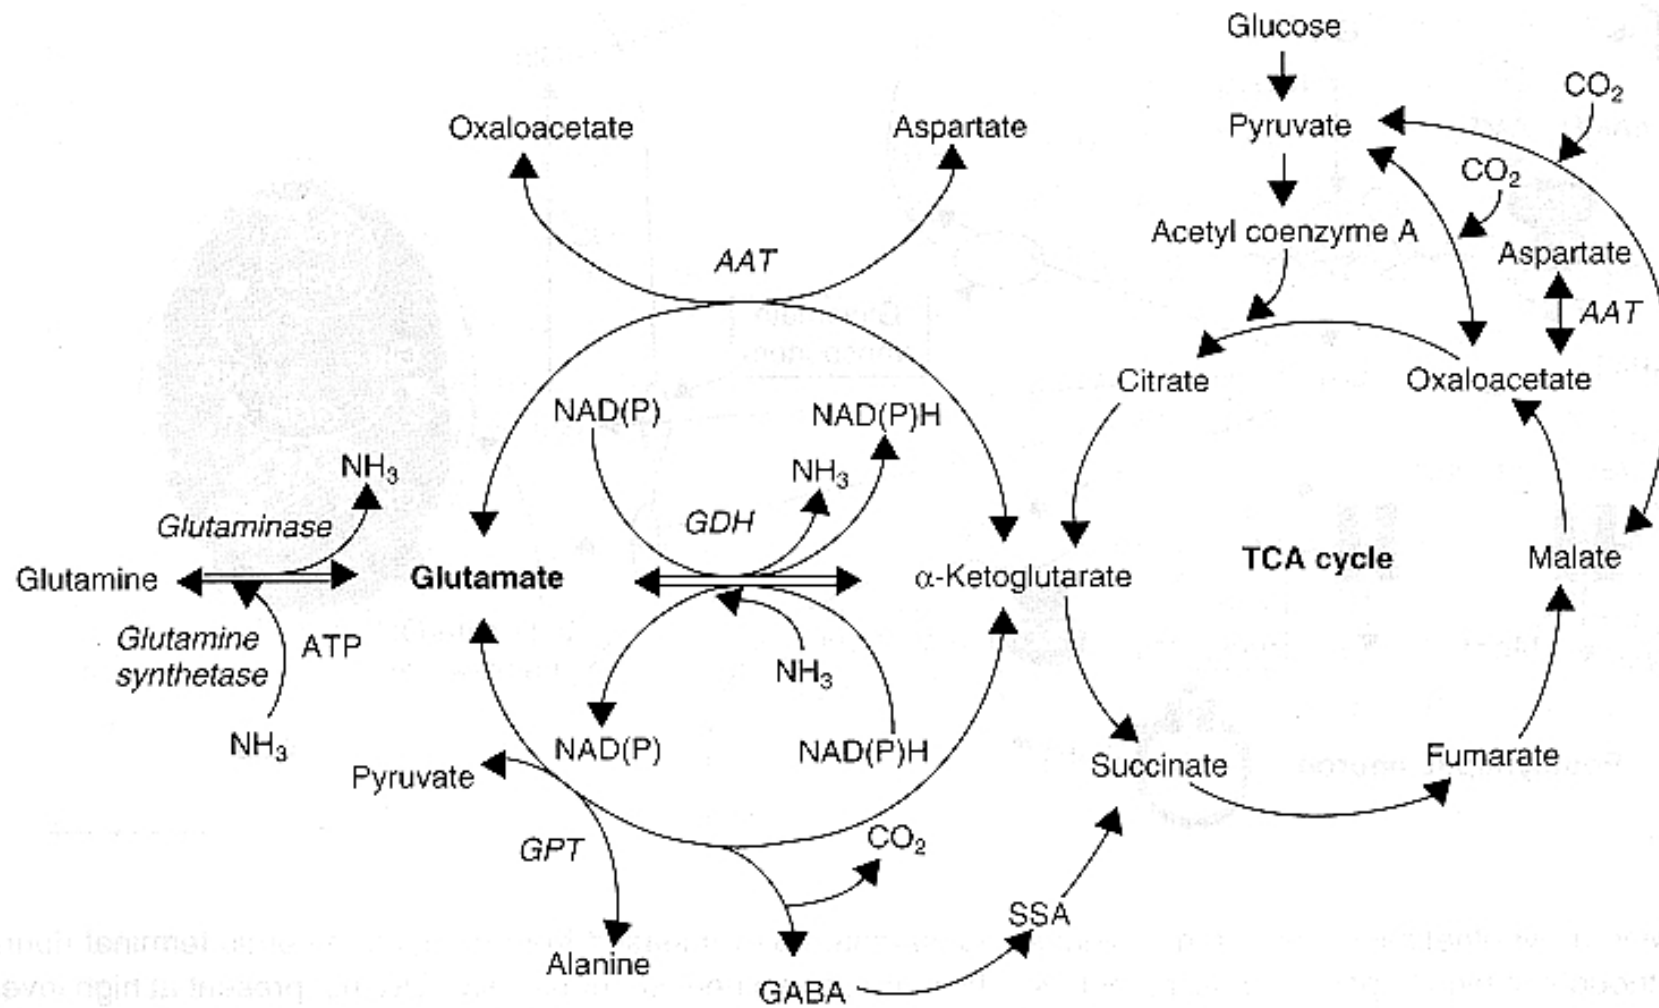 Glucose
CO2
Oxaloacetate
Aspartate
Pyruvate
CO2
Acetyl coenzyme A
Aspartate
AAT
AAT
Citrate
Oxaloacetate
NAD(P)
NAD(P)H
NH3
NH3
Glutaminase
GDH
Glutamine
Glutamate
α-Ketoglutarate
TCA cycle
Malate
Glutamine
synthetase
ATP
NH3
NH3
NAD(P)
NAD(P)H
Pyruvate
Succinate
Fumarate
GPT
CO2
SSA
Alanine
GABA